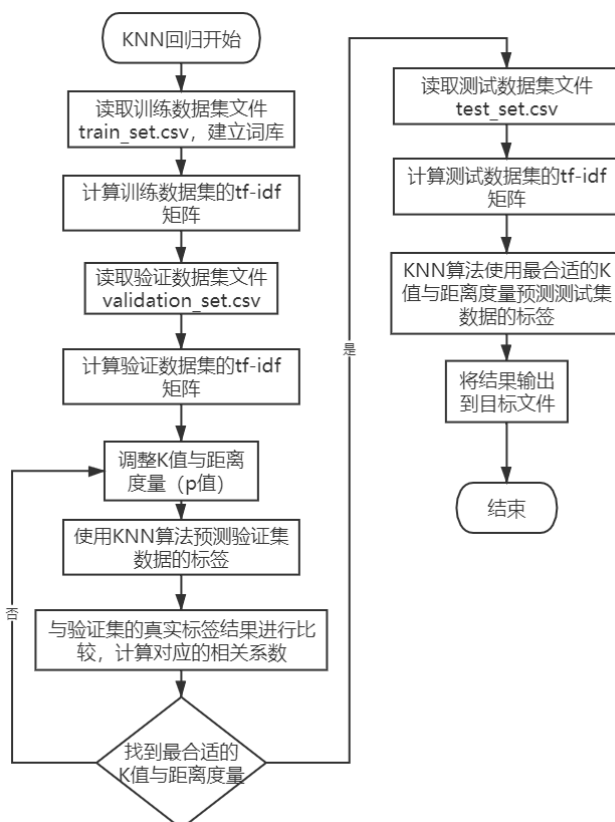 KNN回归开始
读取训练数据集文件
train_set.csv，建立词库
计算训练数据集的tf-idf
矩阵
读取验证数据集文件
validation_set.csv
计算验证数据集的tf-idf
矩阵
调整K值与距离
度量（p值）
使用KNN算法预测验证集
数据的标签
与验证集的真实标签结果进行比
较，计算对应的相关系数
找到最合适的
K值与距离度量
否
是
读取测试数据集文件
test_set.csv
计算测试数据集的tf-idf
矩阵
KNN算法使用最合适的K
值与距离度量预测测试集
数据的标签
将结果输出
到目标文件
结束